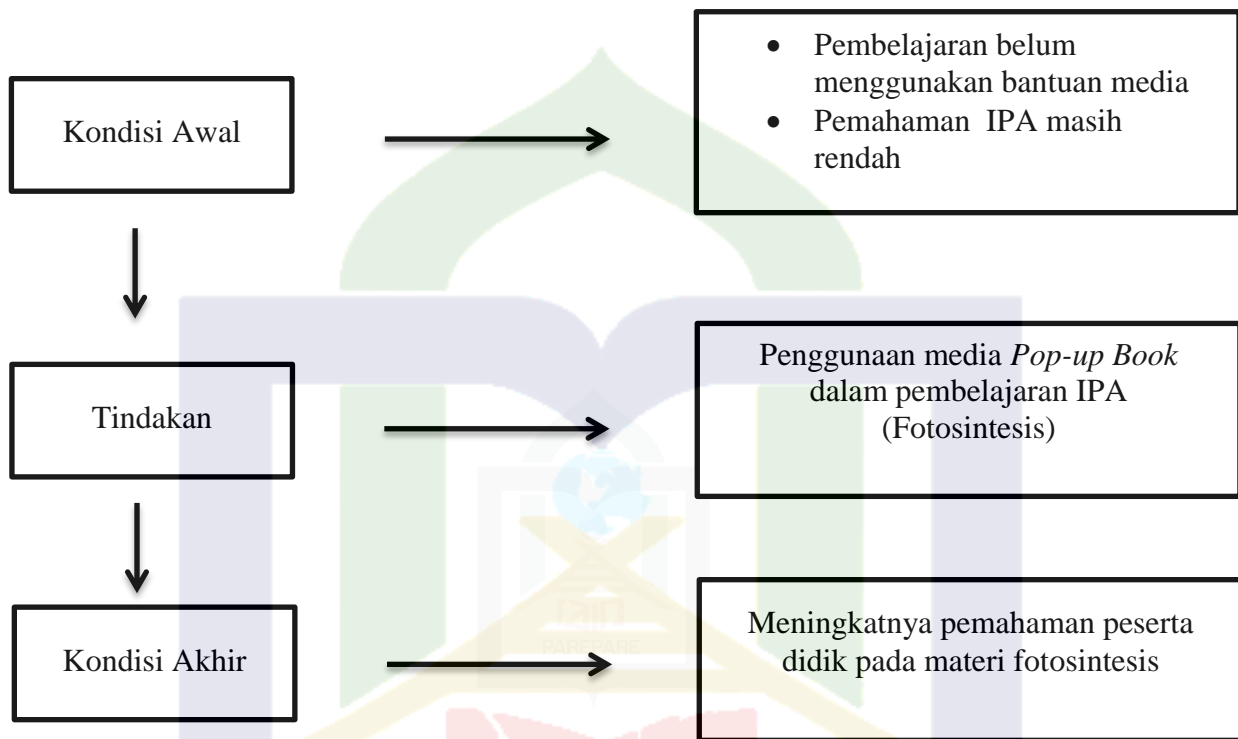 Kondisi Awal
• Pembelajaran belum
menggunakan bantuan media
• Pemahaman IPA masih
rendah
Tindakan
Penggunaan media Pop-up Book
dalam pembelajaran IPA
(Fotosintesis)
Kondisi Akhir
Meningkatnya pemahaman peserta
didik pada materi fotosintesis
PAREPARE